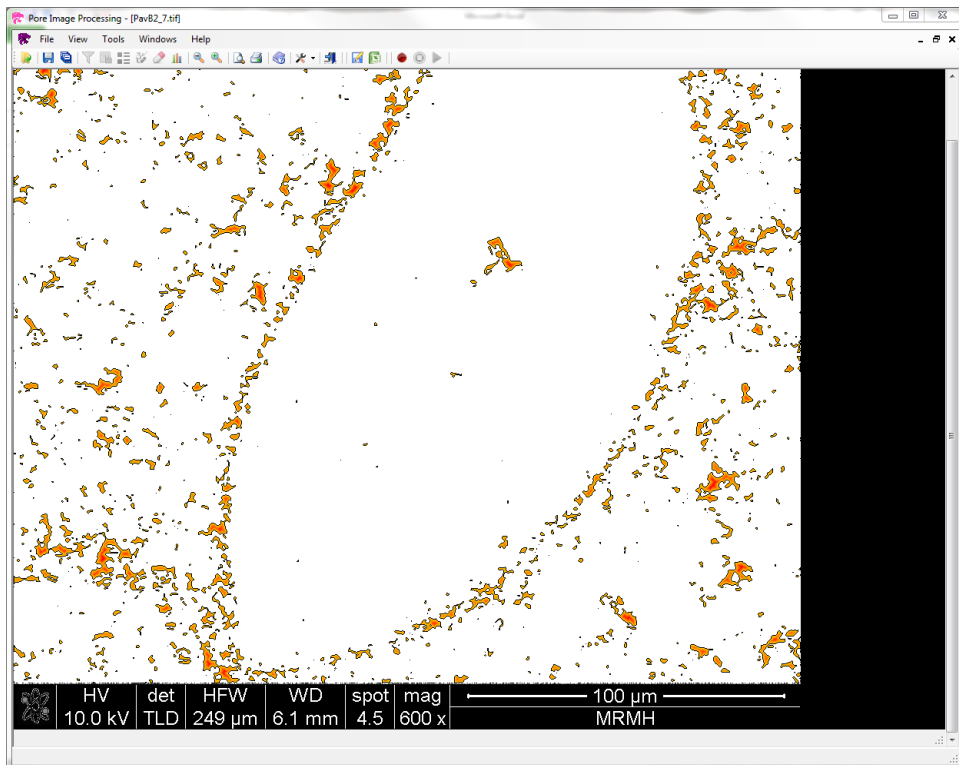 Pore Image Processing - [PavB2_7.tif]
File View Tools Windows Help
HV det HFW WD spot mag 100 µm
10.0 kV TLD 249 µm 6.1 mm 4.5 600 x MRMH